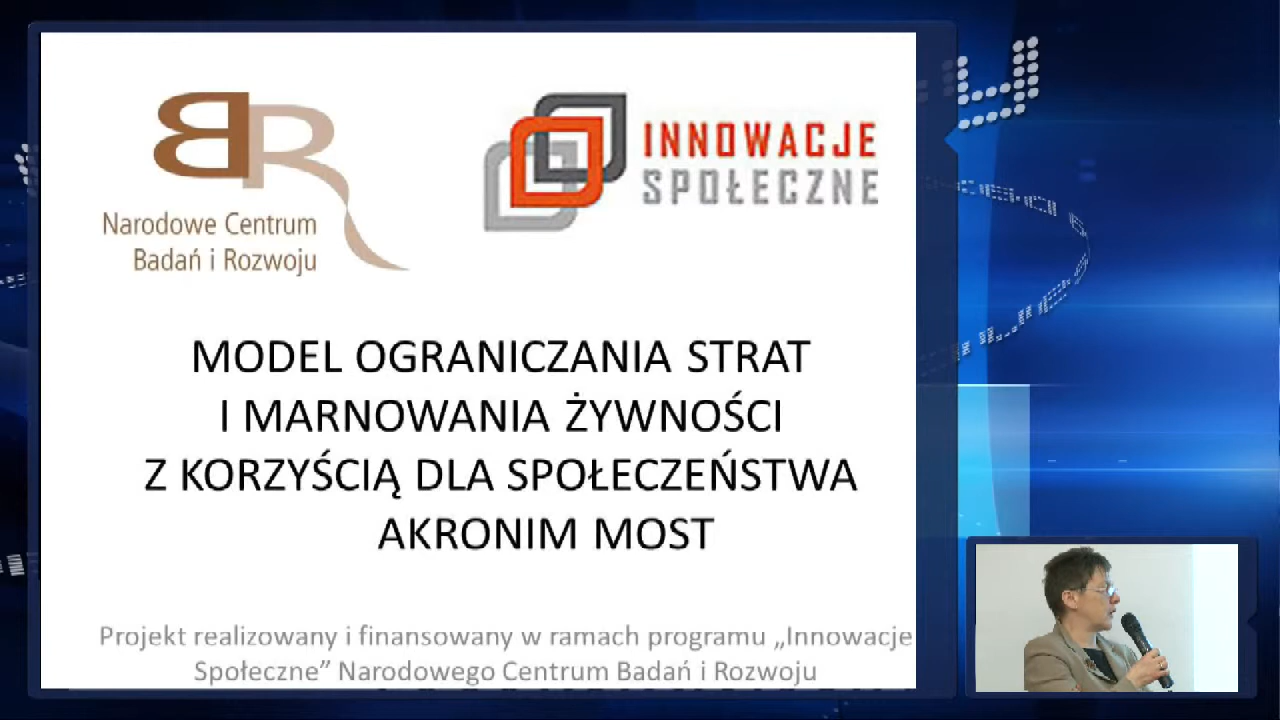 BR
Narodowe Centrum
Badań i Rozwoju
INNOWACJE
SPOŁECZNE
MODEL OGRANICZANIA STRAT
I MARNOWANIA ŻYWNOŚCI
Z KORZYŚCIĄ DLA SPOŁECZEŃSTWA
AKRONIM MOST
Projekt realizowany i finansowany w ramach programu „Innowacje
Społeczne” Narodowego Centrum Badań i Rozwoju